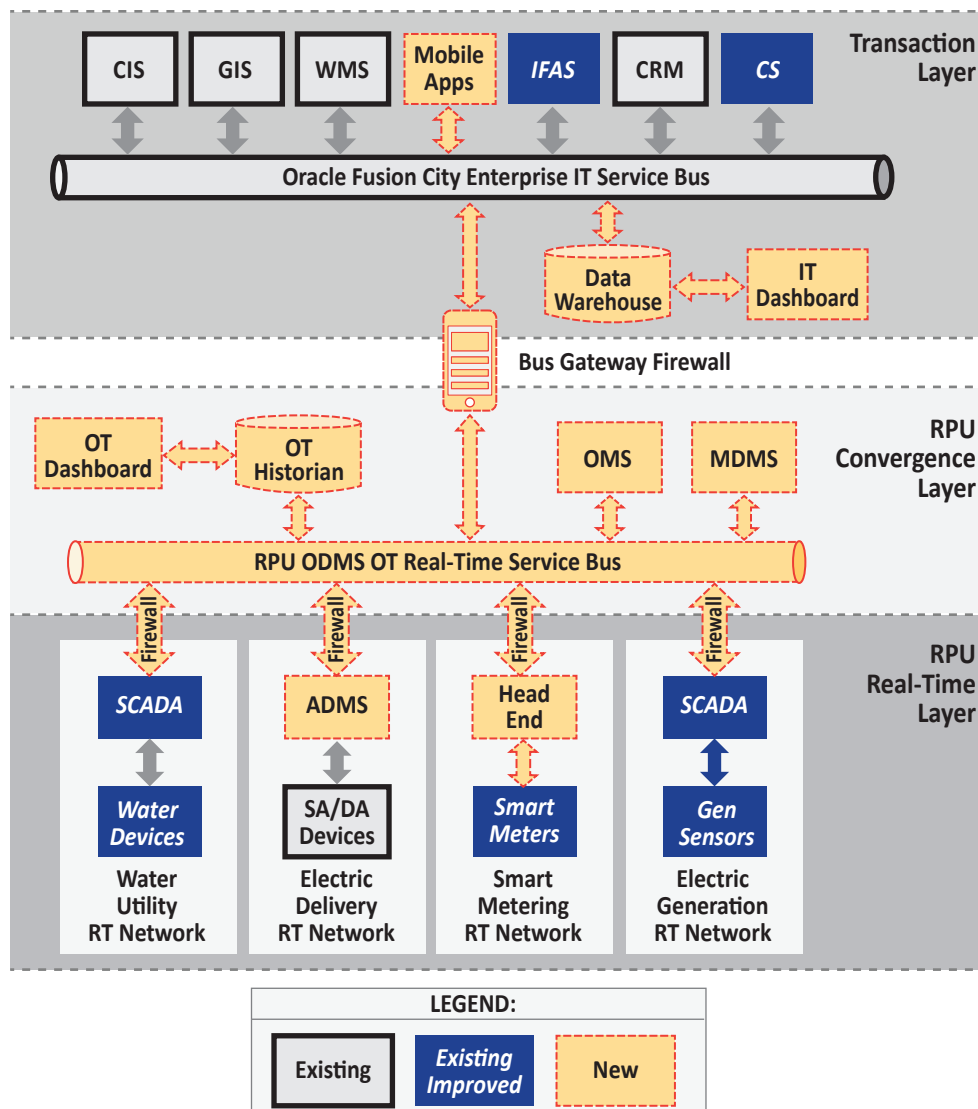 Transaction
Layer
CIS
GIS
WMS
Mobile
Apps
IFAS
CRM
CS
Oracle Fusion City Enterprise IT Service Bus
Data
Warehouse
IT
Dashboard
Bus Gateway Firewall
RPU
Convergence
Layer
OT
Dashboard
OT
Historian
OMS
MDMS
RPU ODMS OT Real-Time Service Bus
Firewall
Firewall
Firewall
Firewall
RPU
Real-Time
Layer
SCADA
ADMS
Head
End
SCADA
Water
Devices
SA/DA
Devices
Smart
Meters
Gen
Sensors
Water
Utility
RT Network
Electric
Delivery
RT Network
Smart
Metering
RT Network
Electric
Generation
RT Network
LEGEND:
Existing
Existing
Improved
New